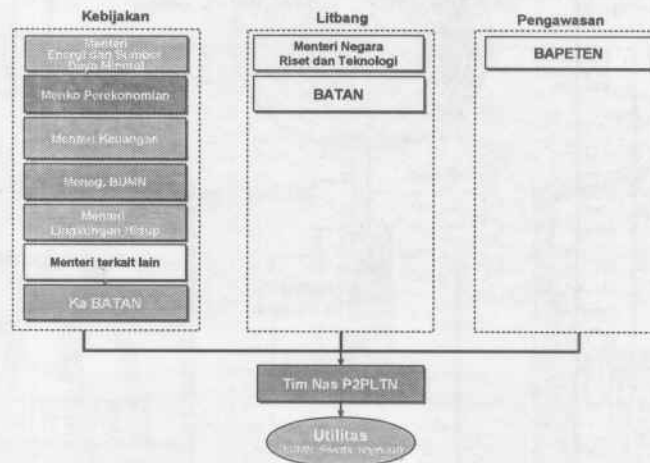 Kebijakan
Menteri
Energi dan Sumber
Daya Mineral
Menko Perekonomian
Menteri Keuangan
Meneg. BUMN
Menteri
Lingkungan Hidup
Menteri terkait lain
Ka BATAN
Litbang
Menteri Negara
Riset dan Teknologi
BATAN
Pengawasan
BAPETEN
Tim Nas P2PLTN
Utilitas